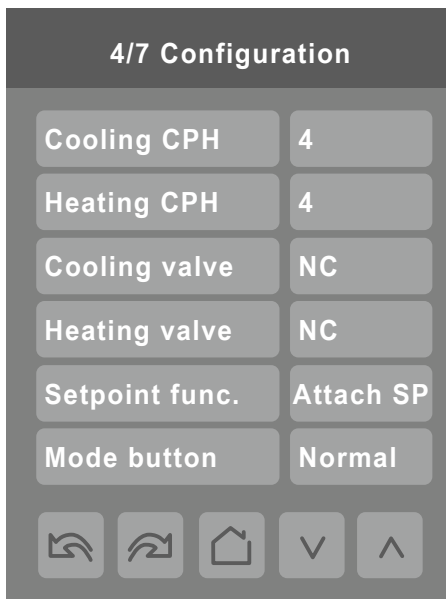 4/7 Configuration
Cooling CPH 4
Heating CPH 4
Cooling valve NC
Heating valve NC
Setpoint func. Attach SP
Mode button Normal